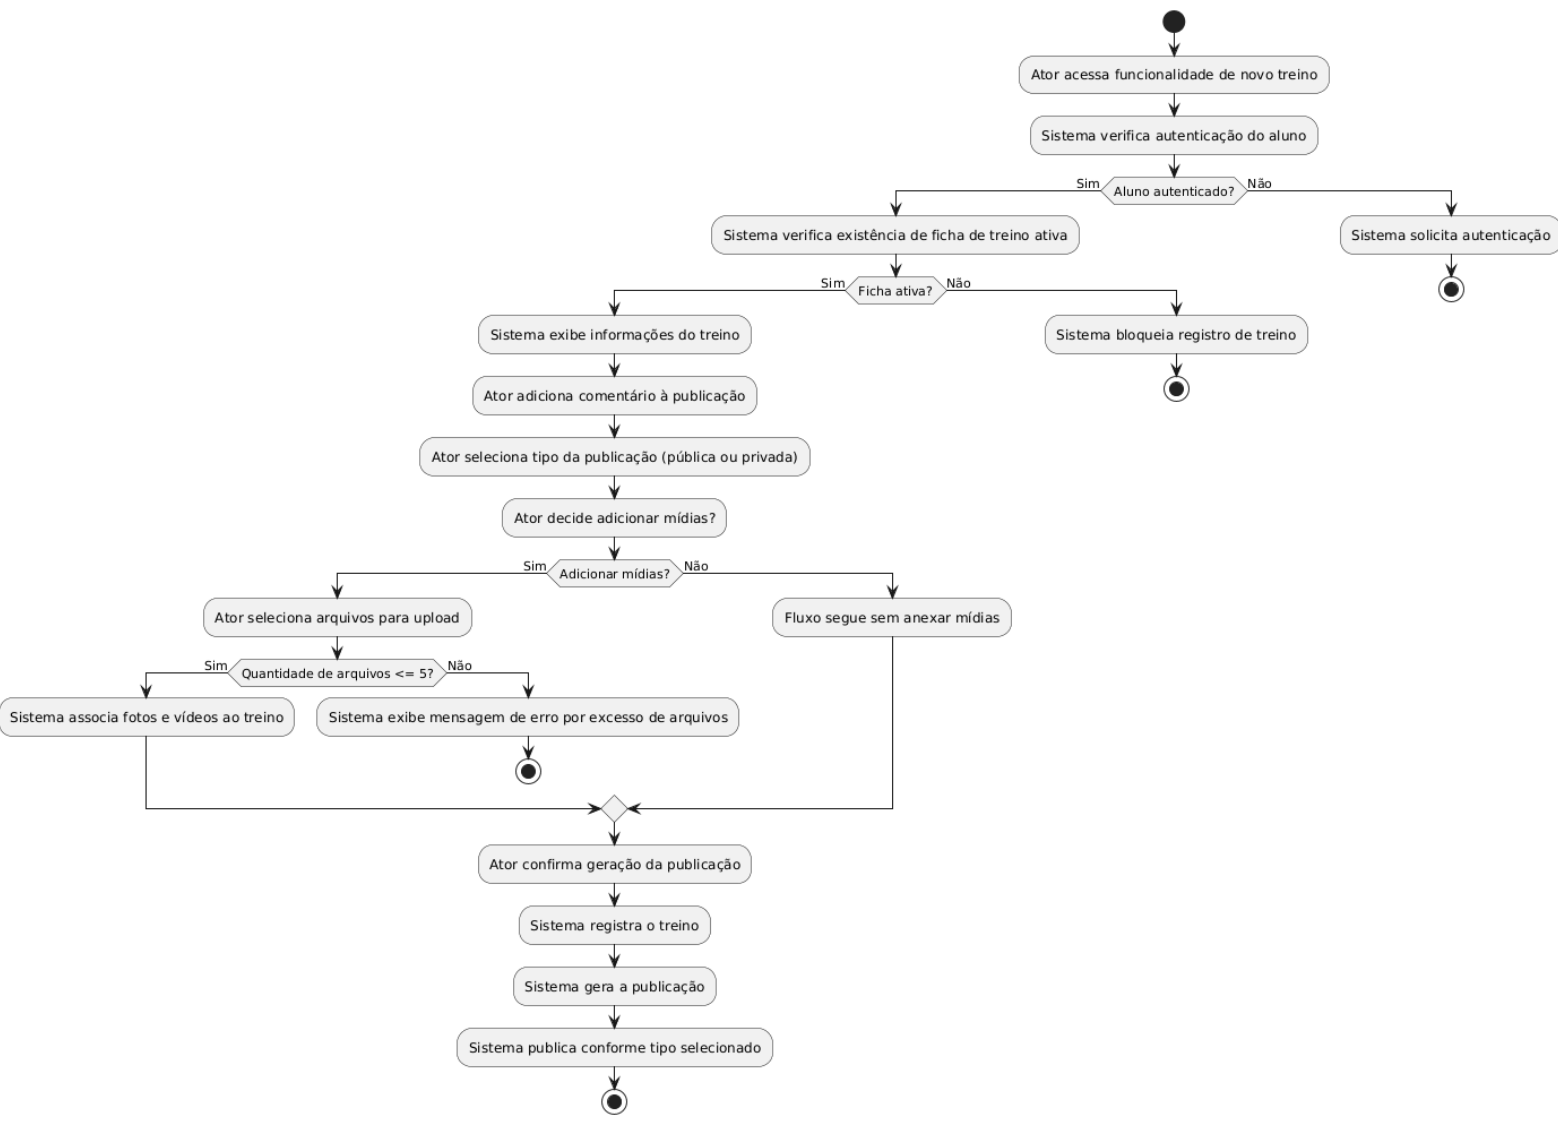 Ator acessa funcionalidade de novo treino
Sistema verifica autenticação do aluno
Sim
Aluno autenticado?
Não
Sistema verifica existência de ficha de treino ativa
Sistema solicita autenticação
Sim
Ficha ativa?
Não
Sistema exibe informações do treino
Sistema bloqueia registro de treino
Ator adiciona comentário à publicação
Ator seleciona tipo da publicação (pública ou privada)
Ator decide adicionar mídias?
Sim
Adicionar mídias?
Não
Ator seleciona arquivos para upload
Fluxo segue sem anexar mídias
Sim
Quantidade de arquivos <= 5?
Não
Sistema associa fotos e vídeos ao treino
Sistema exibe mensagem de erro por excesso de arquivos
Ator confirma geração da publicação
Sistema registra o treino
Sistema gera a publicação
Sistema publica conforme tipo selecionado